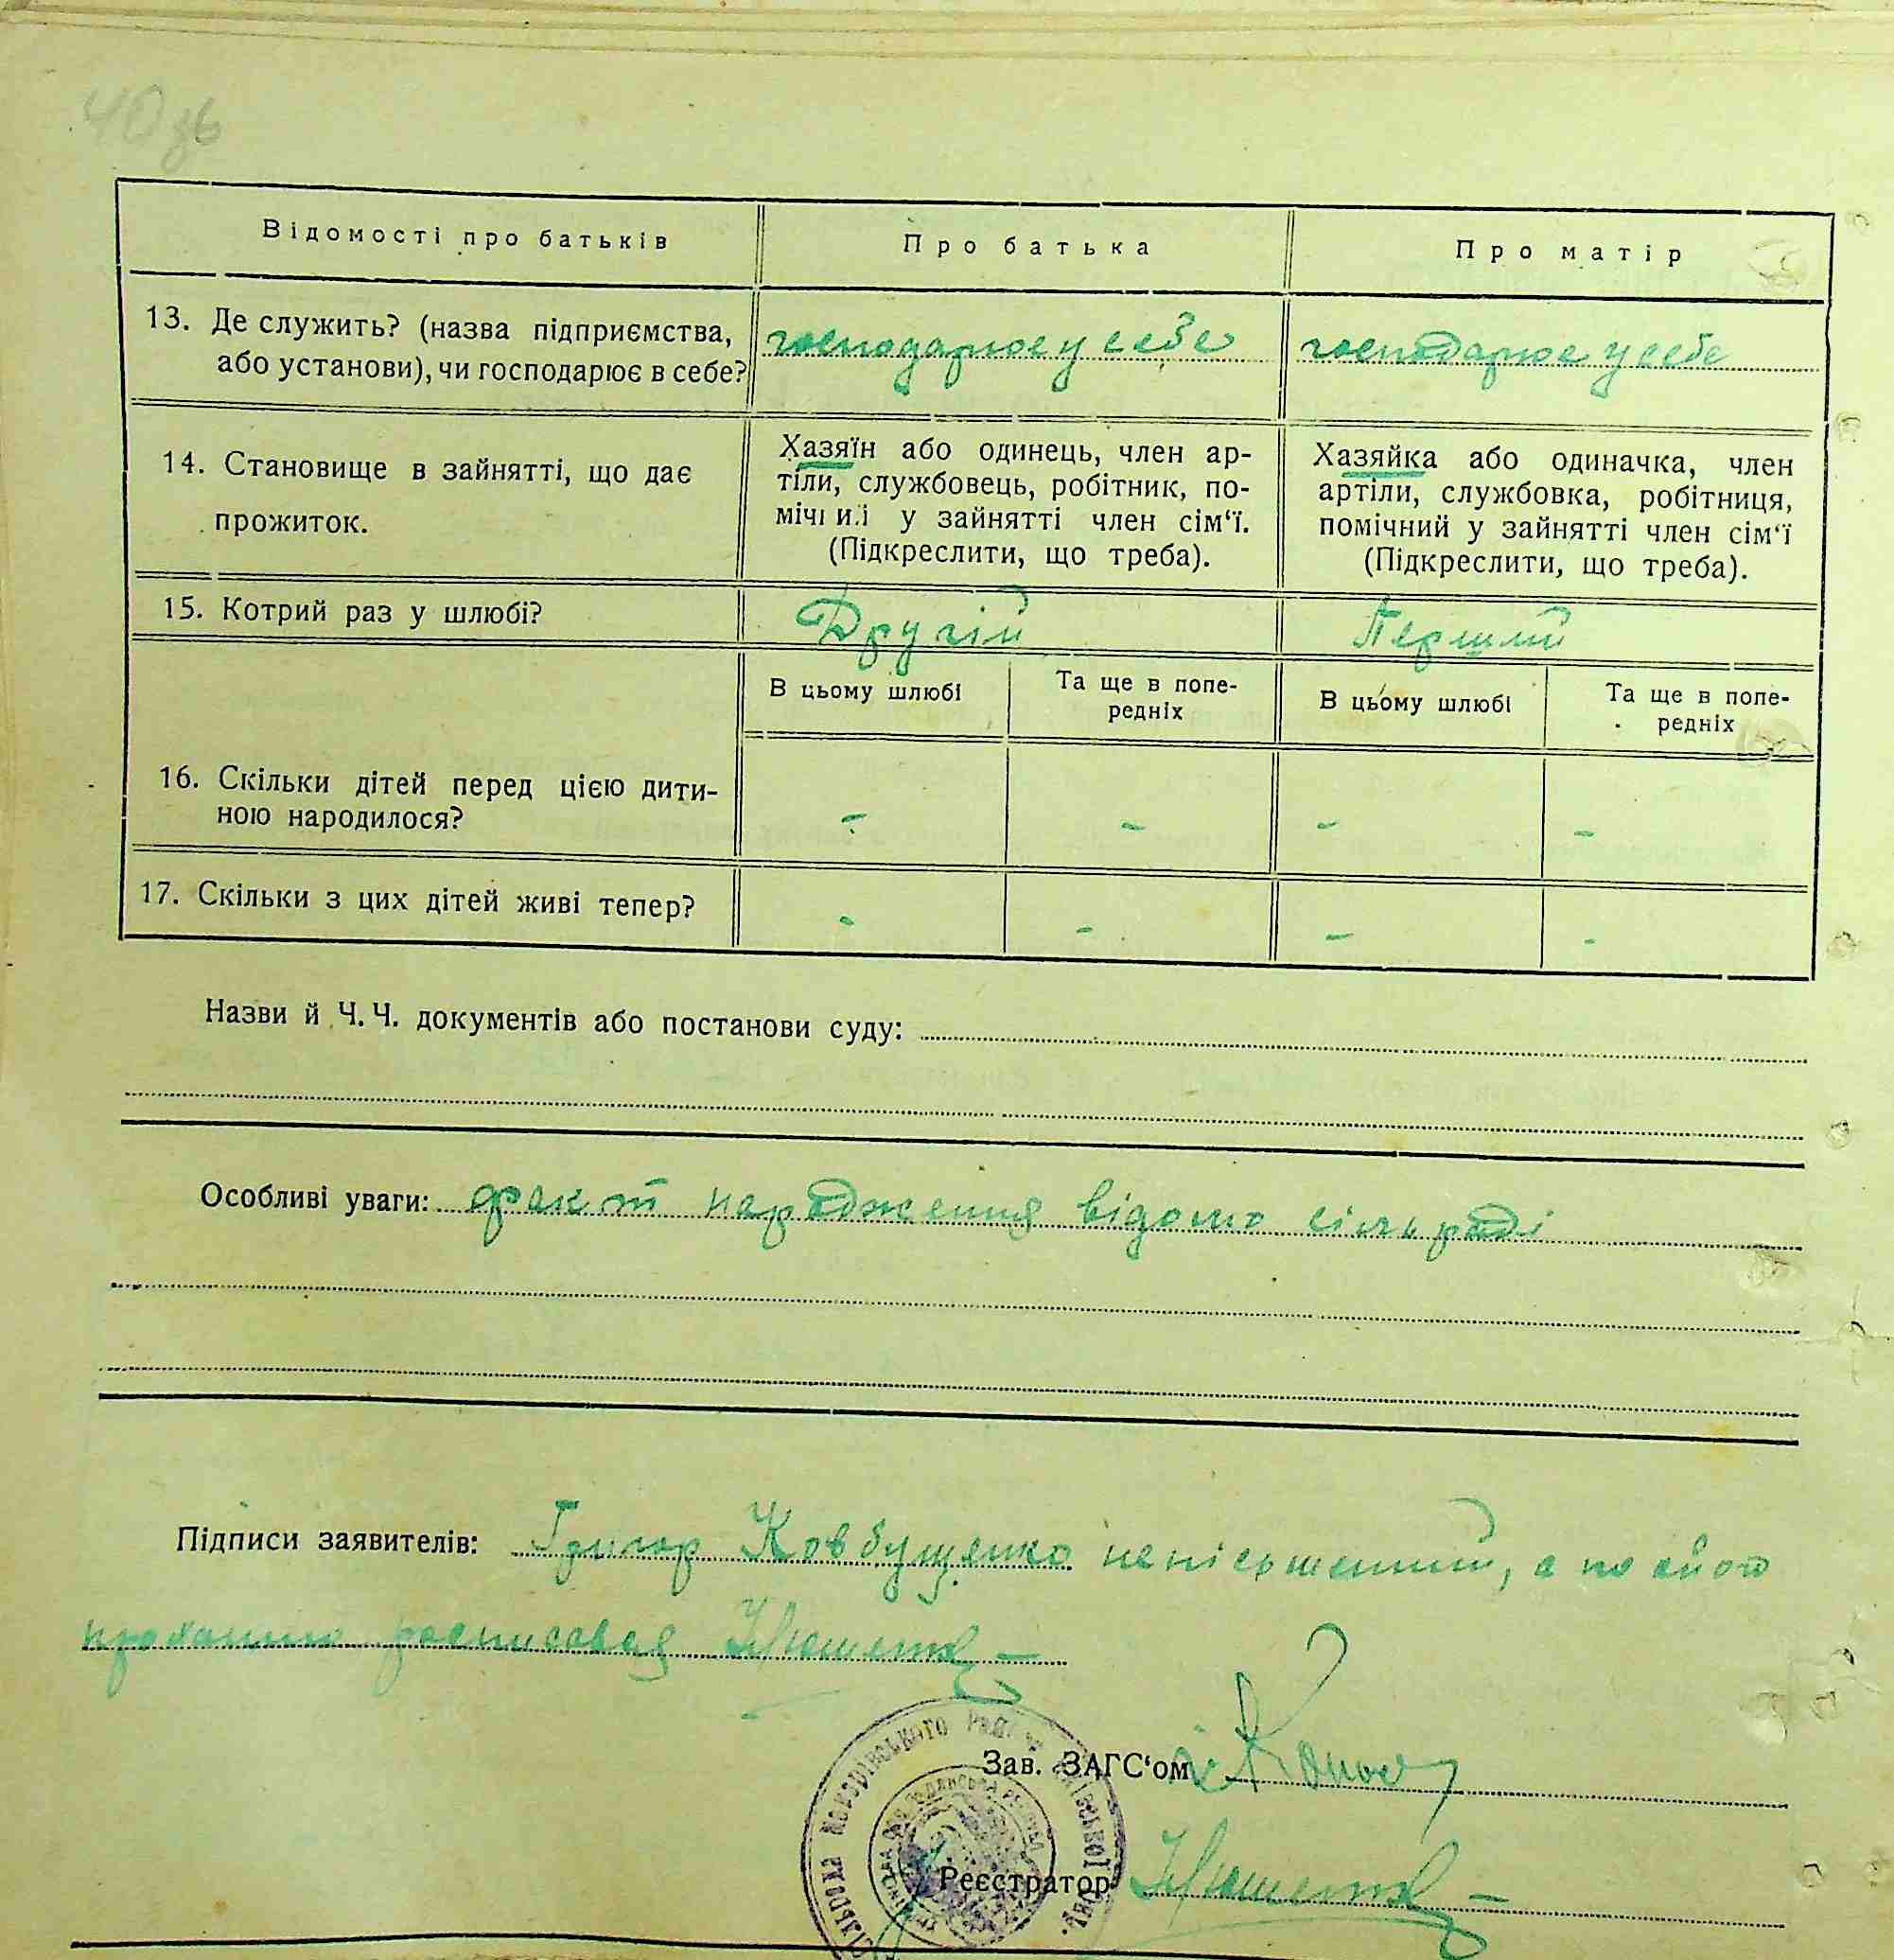 40 зв
Відомості про батьків
Про батька
Про матір
13. Де служить? (назва підприємства,
або установи), чи господарює в себе?
господарює у себе
господарює у себе
14. Становище в зайнятті, що дає
прожиток.
Хазяїн або одинець, член ар-
тіли, службовець, робітник, по-
мічний у зайнятті член сім‘ї.
(Підкреслити, що треба).
Хазяйка або одиначка, член
артіли, службовка, робітниця,
помічний у зайнятті член сім‘ї
(Підкреслити, що треба).
15. Котрий раз у шлюбі?
Другій
Перший
В цьому шлюбі
Та ще в попе-
редніх
В цьому шлюбі
Та ще в попе-
редніх
16. Скільки дітей перед цією дити-
ною народилося?
- - - -
17. Скільки з цих дітей живі тепер?
- - - -
Назви й Ч. Ч. документів або постанови суду:
Особливі уваги: факт народження відомо сільраді
Підписи заявителів: Григор Ковбущенко неписьменний, а по його
проханню росписовся
Зав. ЗАГС‘ом
Реєстратор